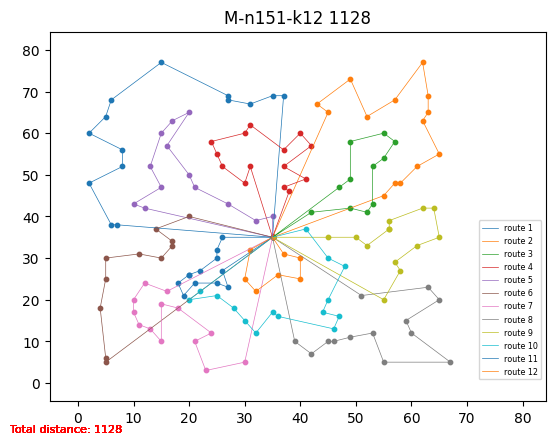 M-n151-k12 1128
80
70
60
50
40
30
20
10
0
route 1
route 2
route 3
route 4
route 5
route 6
route 7
route 8
route 9
route 10
route 11
route 12
0 10 20 30 40 50 60 70 80
Total distance: 1128